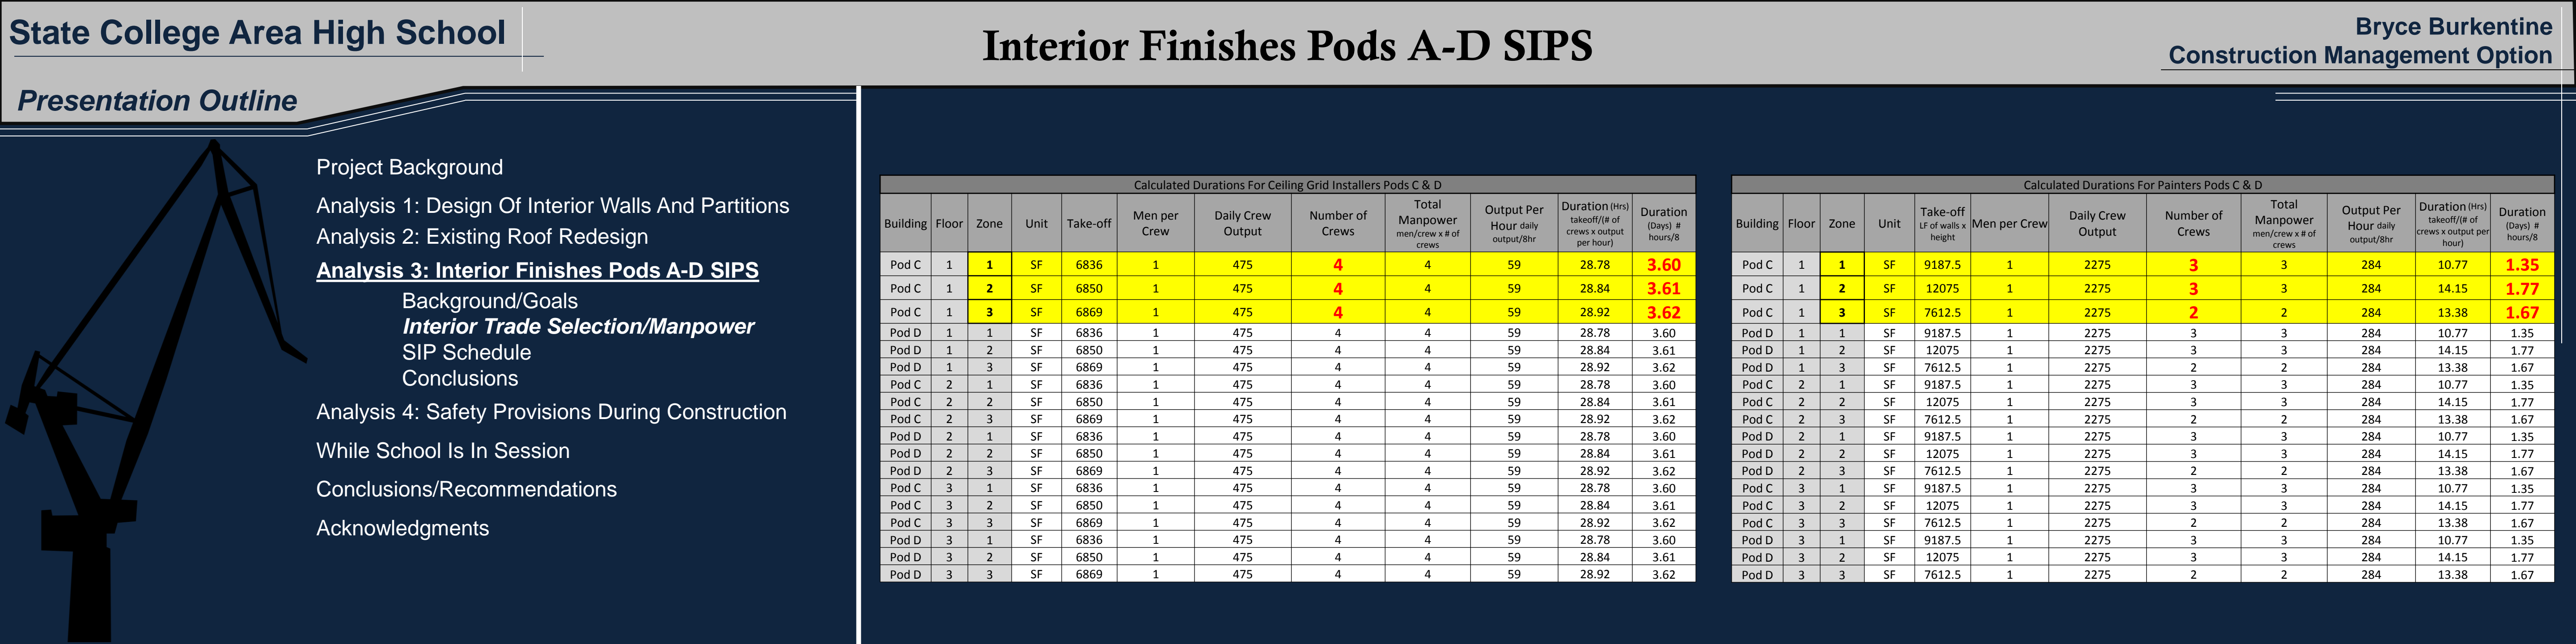 State College Area High School
Interior Finishes Pods A-D SIPS
Bryce Burkentine
Construction Management Option
Presentation Outline
Project Background
Analysis 1: Design Of Interior Walls And Partitions
Analysis 2: Existing Roof Redesign
Analysis 3: Interior Finishes Pods A-D SIPS
Background/Goals
Interior Trade Selection/Manpower
SIP Schedule
Conclusions
Analysis 4: Safety Provisions During Construction
While School Is In Session
Conclusions/Recommendations
Acknowledgments
Calculated Durations For Ceiling Grid Installers Pods C & D
Building Floor Zone Unit Take-off Men per Crew Daily Crew Output Number of Crews Total Manpower men/crew x # of crews Output Per Hour daily output/8hr Duration (Hrs) takeoff/(# of crews x output per hour) Duration (Days) # hours/8
Pod C 1 1 SF 6836 1 475 4 4 59 28.78 3.60
Pod C 1 2 SF 6850 1 475 4 4 59 28.84 3.61
Pod C 1 3 SF 6869 1 475 4 4 59 28.92 3.62
Pod D 1 1 SF 6836 1 475 4 4 59 28.78 3.60
Pod D 1 2 SF 6850 1 475 4 4 59 28.84 3.61
Pod D 1 3 SF 6869 1 475 4 4 59 28.92 3.62
Pod C 2 1 SF 6836 1 475 4 4 59 28.78 3.60
Pod C 2 2 SF 6850 1 475 4 4 59 28.84 3.61
Pod C 2 3 SF 6869 1 475 4 4 59 28.92 3.62
Pod D 2 1 SF 6836 1 475 4 4 59 28.78 3.60
Pod D 2 2 SF 6850 1 475 4 4 59 28.84 3.61
Pod D 2 3 SF 6869 1 475 4 4 59 28.92 3.62
Pod C 3 1 SF 6836 1 475 4 4 59 28.78 3.60
Pod C 3 2 SF 6850 1 475 4 4 59 28.84 3.61
Pod C 3 3 SF 6869 1 475 4 4 59 28.92 3.62
Pod D 3 1 SF 6836 1 475 4 4 59 28.78 3.60
Pod D 3 2 SF 6850 1 475 4 4 59 28.84 3.61
Pod D 3 3 SF 6869 1 475 4 4 59 28.92 3.62
Calculated Durations For Painters Pods C & D
Building Floor Zone Unit Take-off LF of walls x height Men per Crew Daily Crew Output Number of Crews Total Manpower men/crew x # of crews Output Per Hour daily output/8hr Duration (Hrs) takeoff/(# of crews x output per hour) Duration (Days) # hours/8
Pod C 1 1 SF 9187.5 1 2275 3 3 284 10.77 1.35
Pod C 1 2 SF 12075 1 2275 3 3 284 14.15 1.77
Pod C 1 3 SF 7612.5 1 2275 2 2 284 13.38 1.67
Pod D 1 1 SF 9187.5 1 2275 3 3 284 10.77 1.35
Pod D 1 2 SF 12075 1 2275 3 3 284 14.15 1.77
Pod D 1 3 SF 7612.5 1 2275 2 2 284 13.38 1.67
Pod C 2 1 SF 9187.5 1 2275 3 3 284 10.77 1.35
Pod C 2 2 SF 12075 1 2275 3 3 284 14.15 1.77
Pod C 2 3 SF 7612.5 1 2275 2 2 284 13.38 1.67
Pod D 2 1 SF 9187.5 1 2275 3 3 284 10.77 1.35
Pod D 2 2 SF 12075 1 2275 3 3 284 14.15 1.77
Pod D 2 3 SF 7612.5 1 2275 2 2 284 13.38 1.67
Pod C 3 1 SF 9187.5 1 2275 3 3 284 10.77 1.35
Pod C 3 2 SF 12075 1 2275 3 3 284 14.15 1.77
Pod C 3 3 SF 7612.5 1 2275 2 2 284 13.38 1.67
Pod D 3 1 SF 9187.5 1 2275 3 3 284 10.77 1.35
Pod D 3 2 SF 12075 1 2275 3 3 284 14.15 1.77
Pod D 3 3 SF 7612.5 1 2275 2 2 284 13.38 1.67